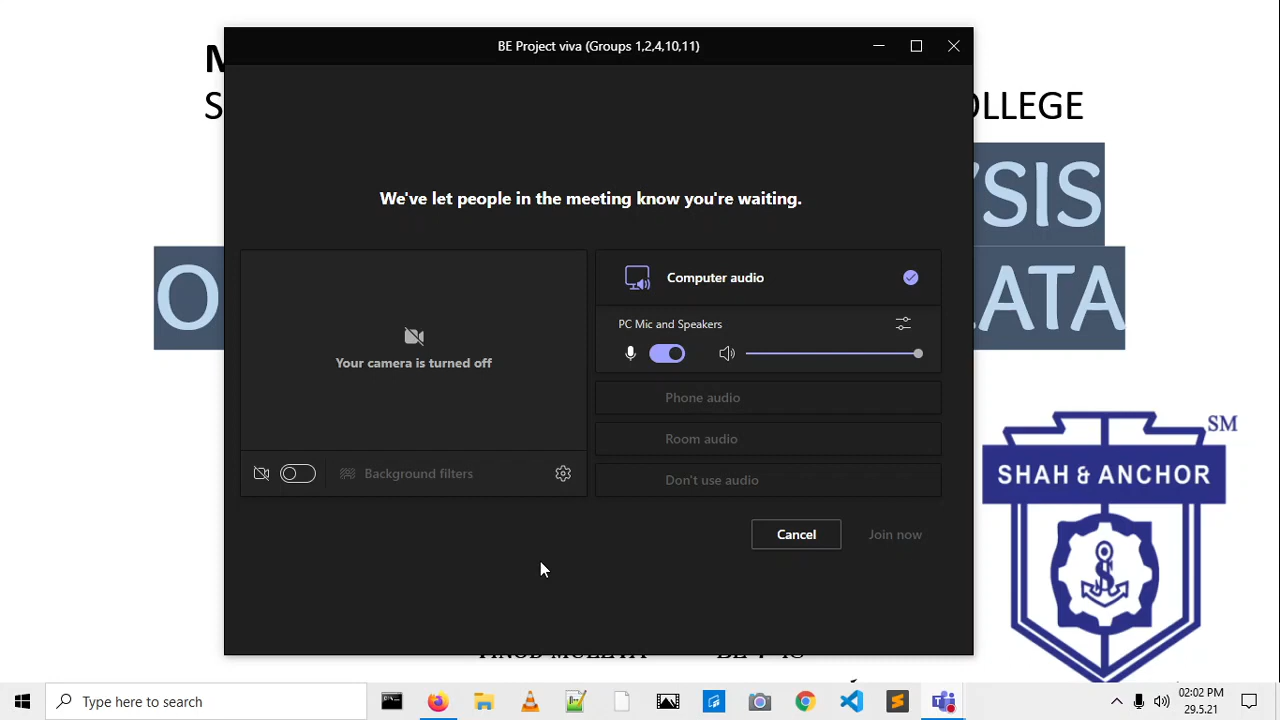 BE Project viva (Groups 1,2,4,10,11)
OLLEGE
YSIS
O
ATA
We've let people in the meeting know you're waiting.
Your camera is turned off
Background filters
Computer audio
PC Mic and Speakers
Phone audio
Room audio
Don't use audio
Cancel
Join now
SM
SHAH & ANCHOR
S
Type here to search
02:02 PM
29.5.21